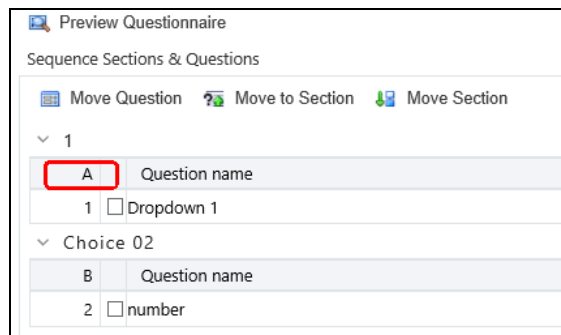 Preview Questionnaire
Sequence Sections & Questions
Move Question Move to Section Move Section
1
A Question name
1 Dropdown 1
Choice 02
B Question name
2 number